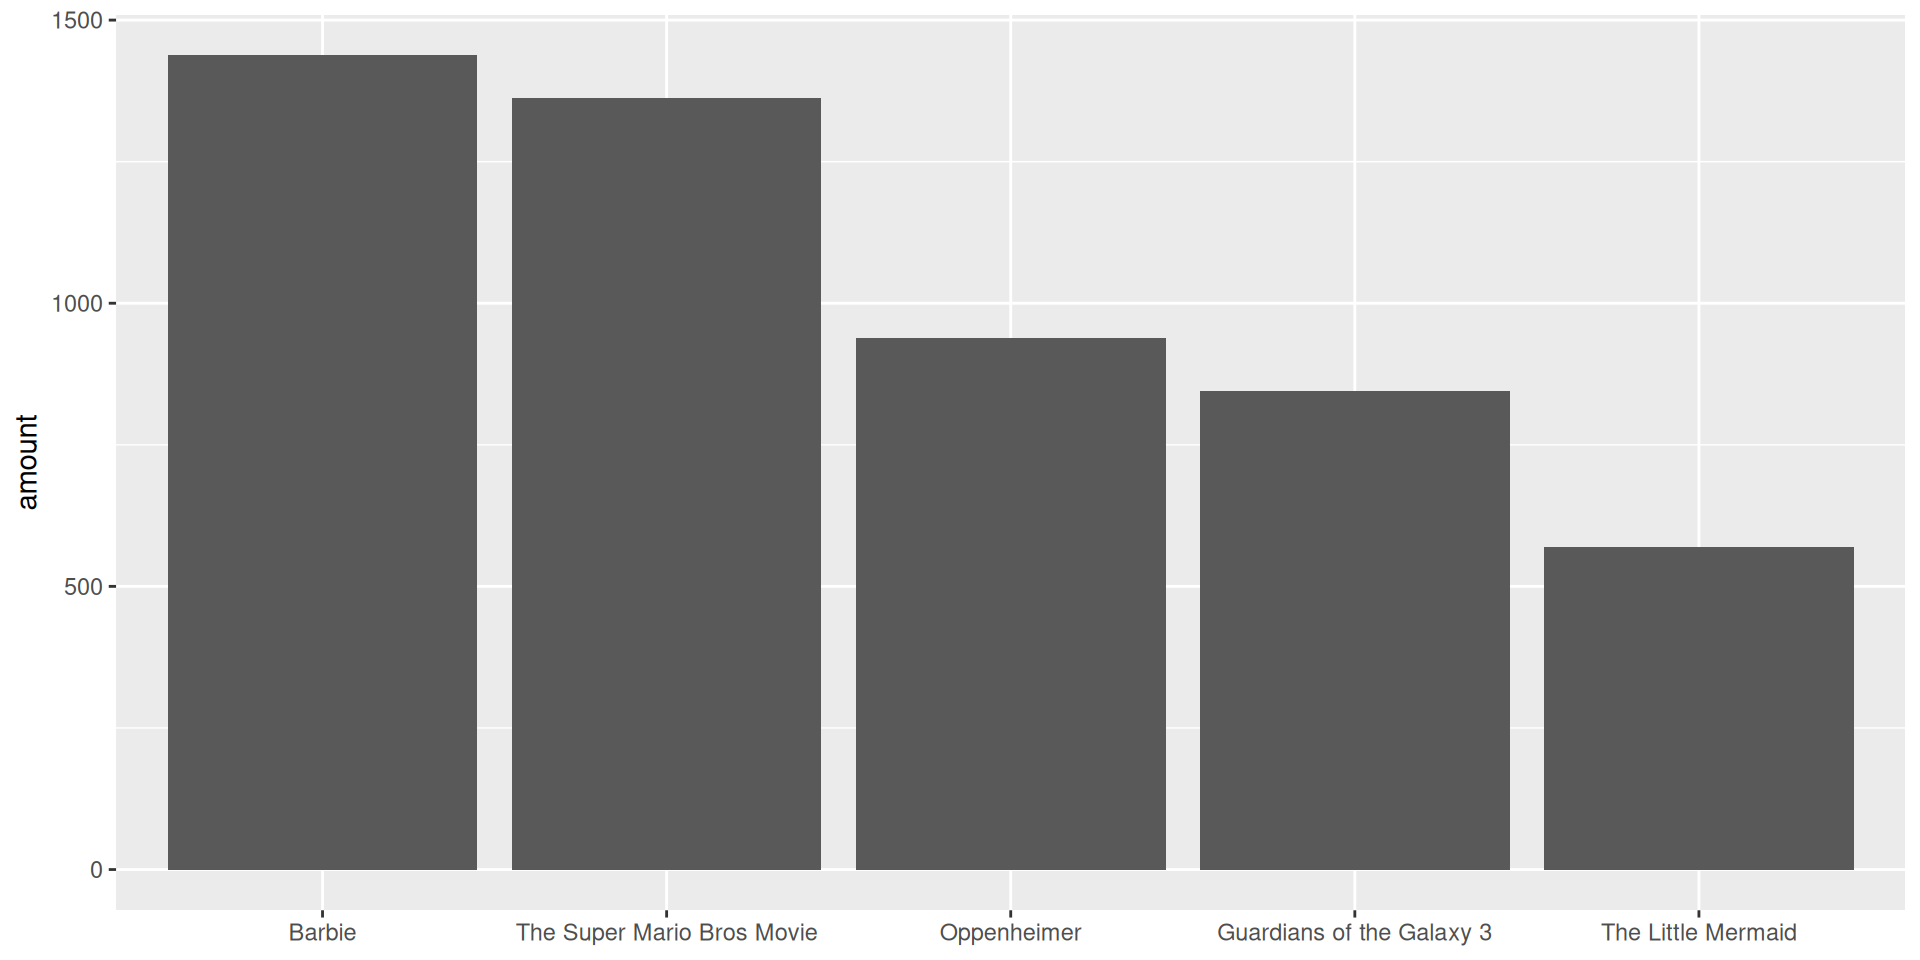 1500
1000
500
0
amount
Barbie
The Super Mario Bros Movie
Oppenheimer
Guardians of the Galaxy 3
The Little Mermaid